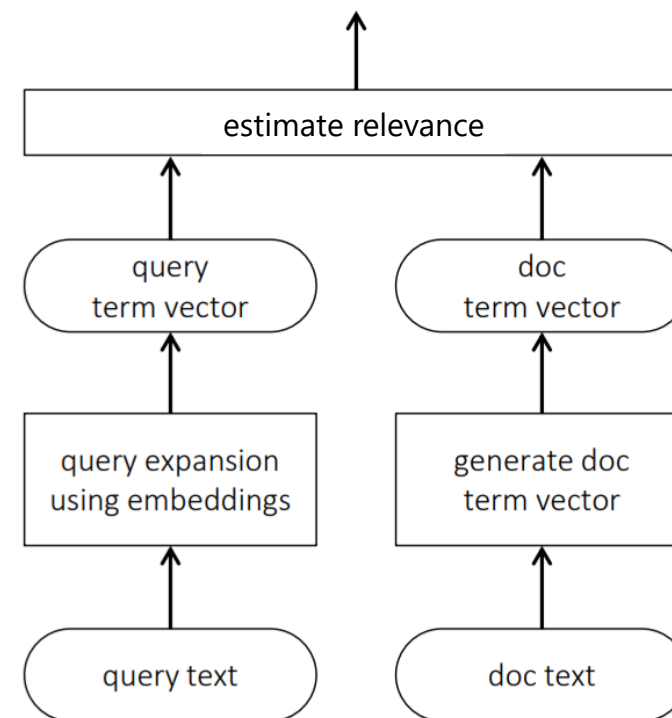 estimate relevance
query
term vector
doc
term vector
query expansion
using embeddings
generate doc
term vector
query text
doc text